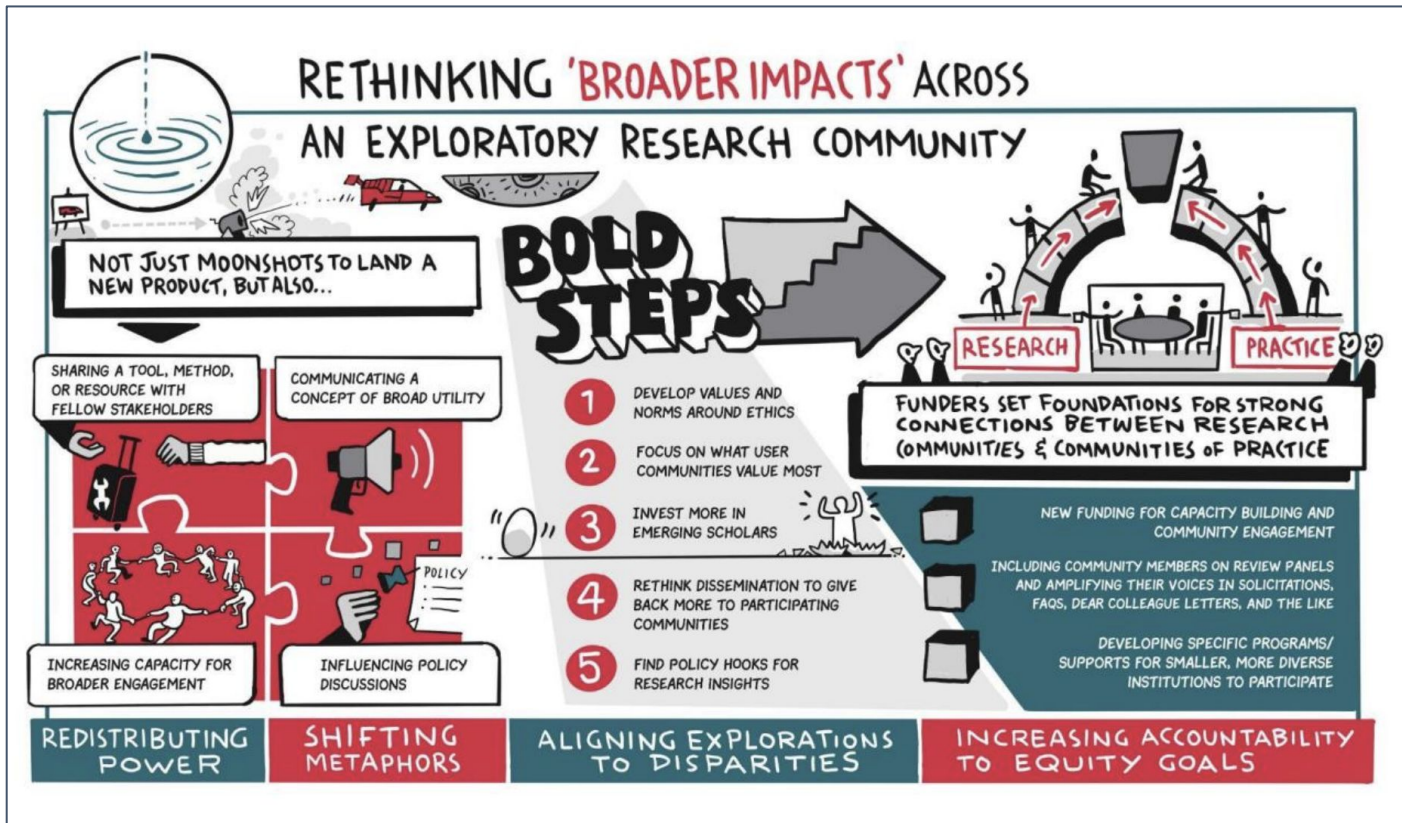 RETHINKING 'BROADER IMPACTS' ACROSS
AN EXPLORATORY RESEARCH COMMUNITY
NOT JUST MOONSHOTS TO LAND A
NEW PRODUCT, BUT ALSO...
SHARING A TOOL, METHOD,
OR RESOURCE WITH
FELLOW STAKEHOLDERS
COMMUNICATING A
CONCEPT OF BROAD UTILITY
POLICY
INCREASING CAPACITY FOR
BROADER ENGAGEMENT
INFLUENCING POLICY
DISCUSSIONS
BOLD
STEPS
1
DEVELOP VALUES AND
NORMS AROUND ETHICS
2
FOCUS ON WHAT USER
COMMUNITIES VALUE MOST
3
INVEST MORE IN
EMERGING SCHOLARS
4
RETHINK DISSEMINATION TO GIVE
BACK MORE TO PARTICIPATING
COMMUNITIES
5
FIND POLICY HOOKS FOR
RESEARCH INSIGHTS
RESEARCH
PRACTICE
FUNDERS SET FOUNDATIONS FOR STRONG
CONNECTIONS BETWEEN RESEARCH
COMMUNITIES & COMMUNITIES OF PRACTICE
NEW FUNDING FOR CAPACITY BUILDING AND
COMMUNITY ENGAGEMENT
INCLUDING COMMUNITY MEMBERS ON REVIEW PANELS
AND AMPLIFYING THEIR VOICES IN SOLICITATIONS,
FAQS, DEAR COLLEAGUE LETTERS, AND THE LIKE
DEVELOPING SPECIFIC PROGRAMS/
SUPPORTS FOR SMALLER, MORE DIVERSE
INSTITUTIONS TO PARTICIPATE
REDISTRIBUTING
POWER
SHIFTING
METAPHORS
ALIGNING EXPLORATIONS
TO DISPARITIES
INCREASING ACCOUNTABILITY
TO EQUITY GOALS